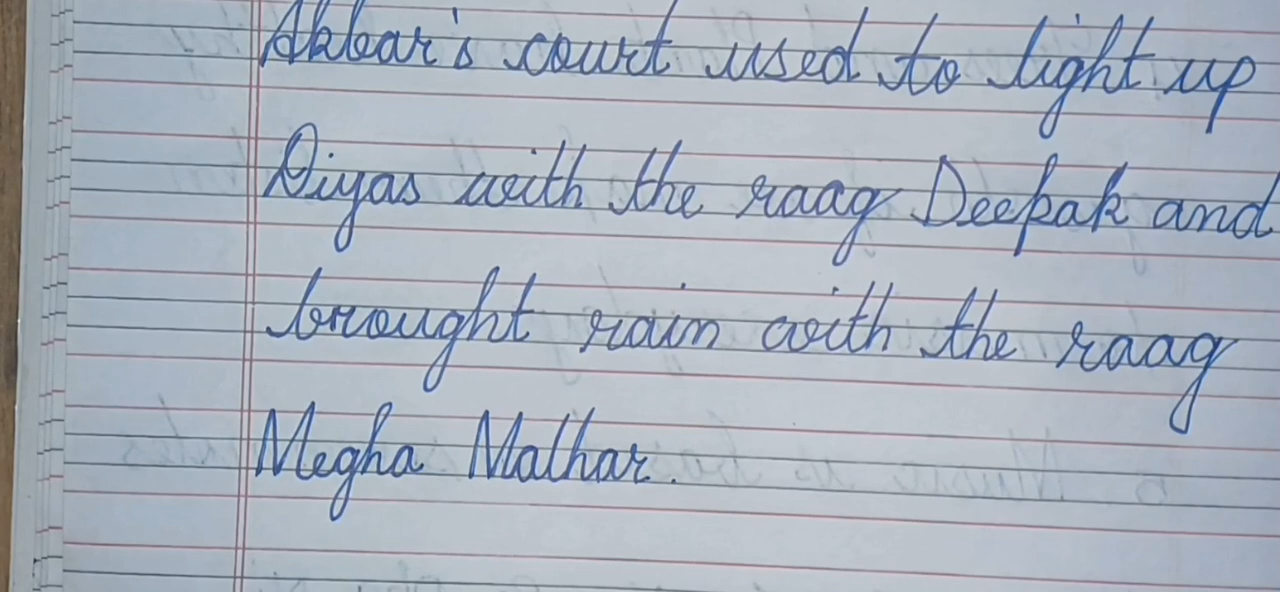 Akbar's court used to light up
Diyas with the raag Deepak and
brought rain with the raag
Megha Malhar.